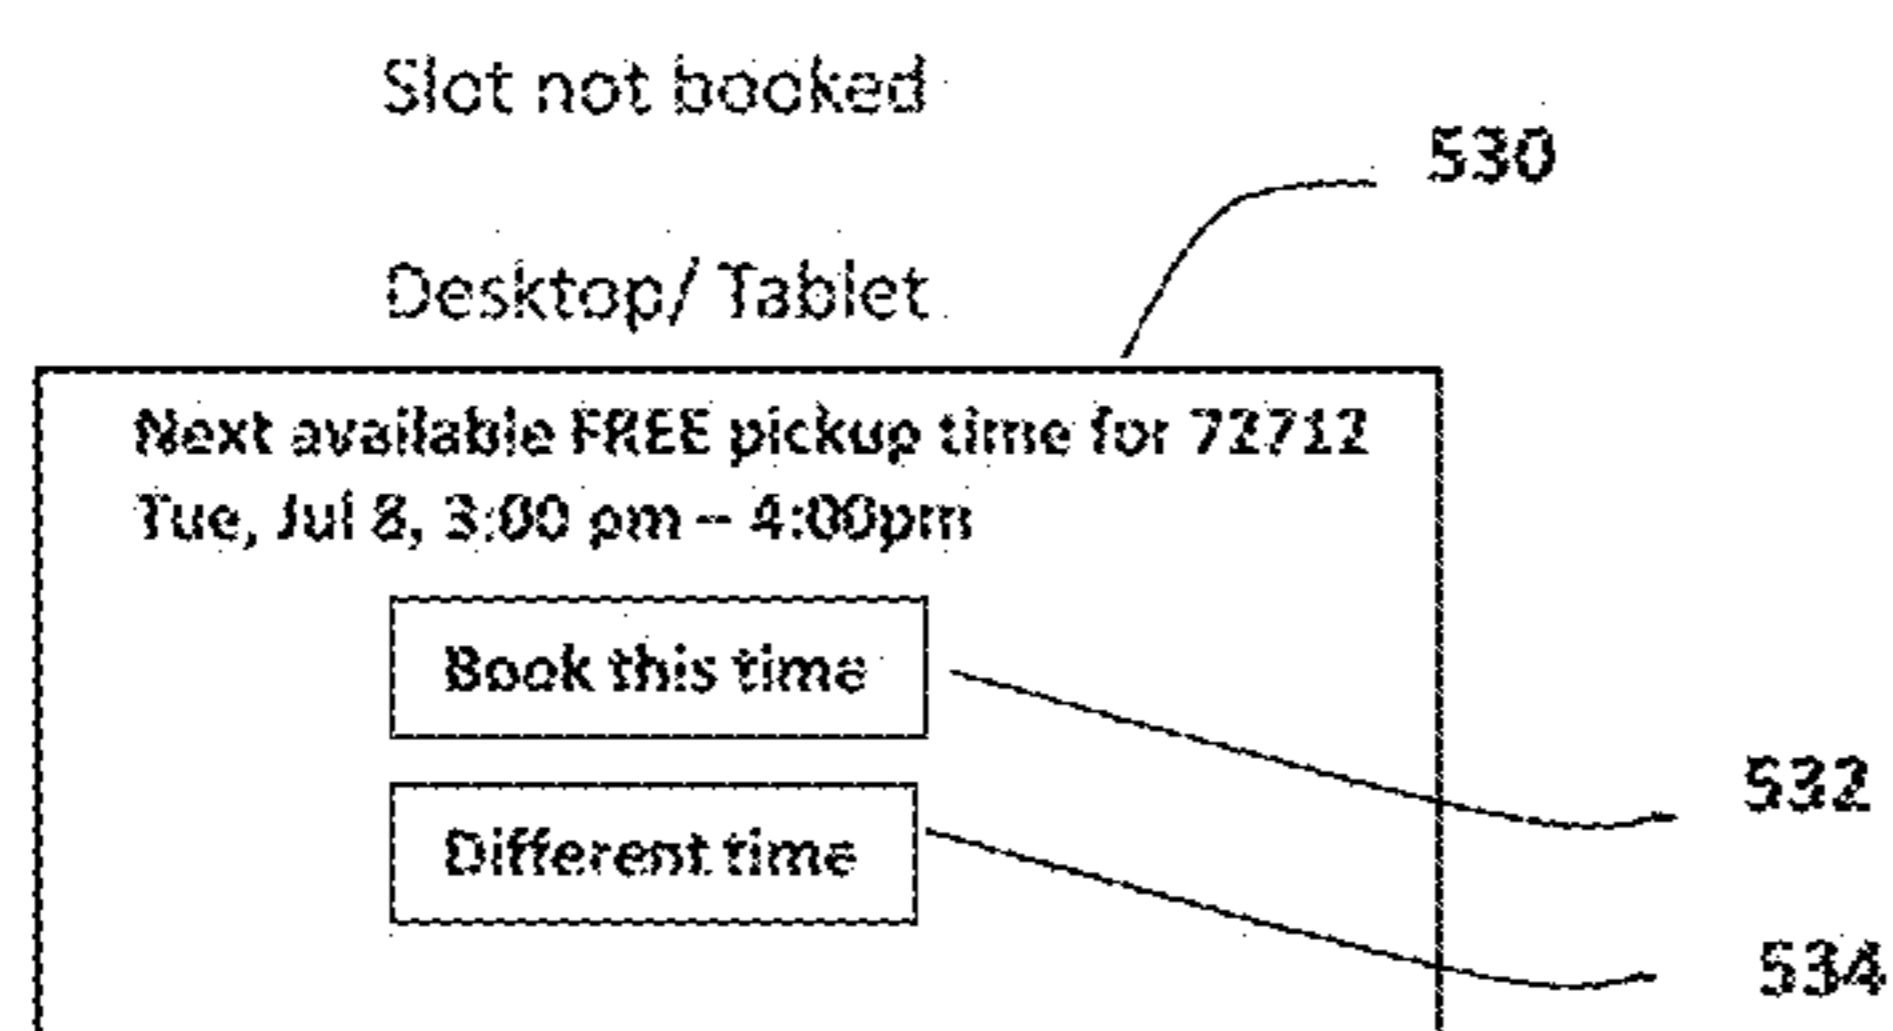 Slot not booked
530
Desktop/ Tablet
Next available FREE pickup time for 72712
Tue, Jul 8, 3:00 pm – 4:00pm
Book this time
532
Different time
534